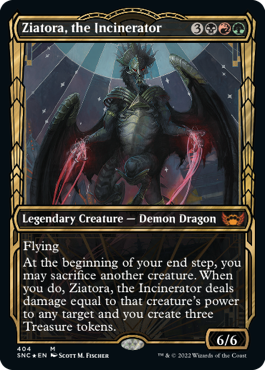 Ziatora, the Incinerator 3
Legendary Creature — Demon Dragon
Flying
At the beginning of your end step, you
may sacrifice another creature. When
you do, Ziatora, the Incinerator deals
damage equal to that creature's power
to any target and you create three
Treasure tokens.
6/6
404 M
SNC ★ EN Scott M. Fischer
™ & © 2022 Wizards of the Coast